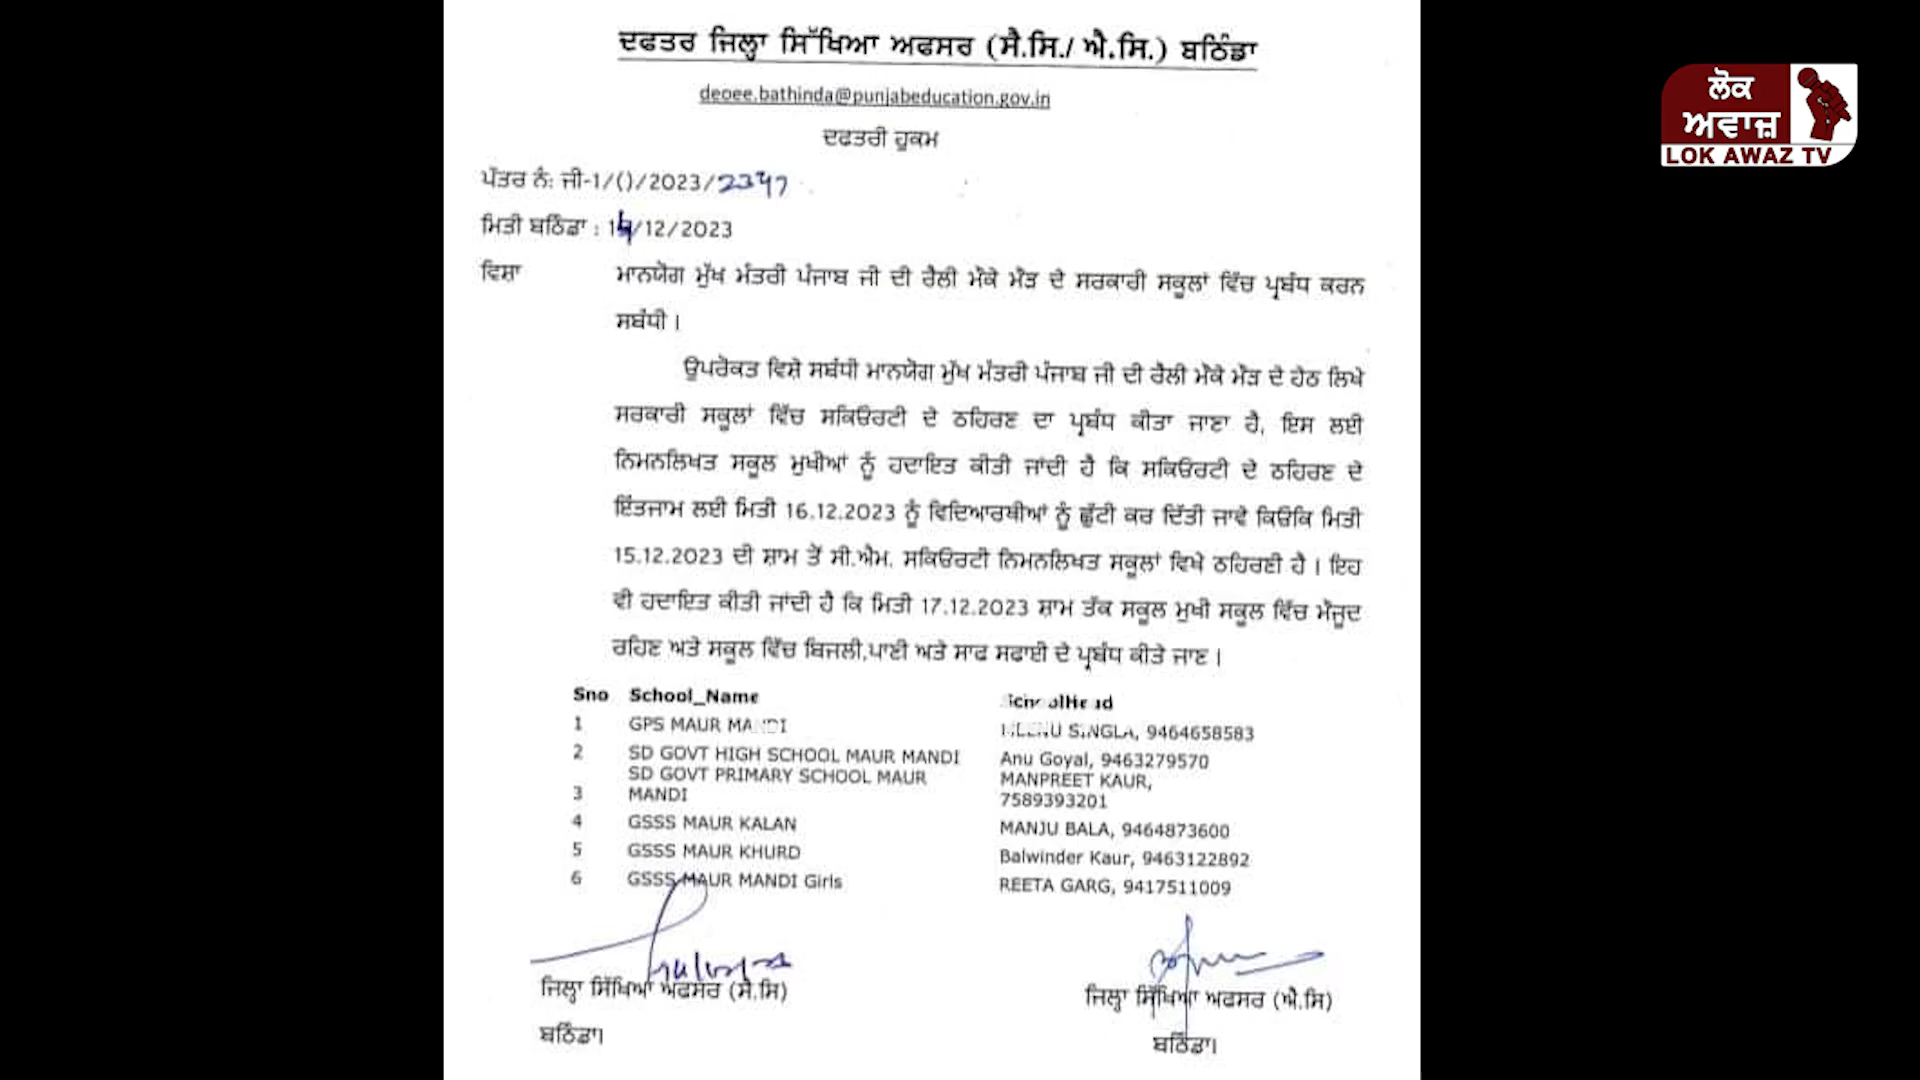 ਦਫਤਰ ਜਿਲ੍ਹਾ ਸਿੱਖਿਆ ਅਫਸਰ (ਸੈ.ਸਿ./ ਐ.ਸਿ.) ਬਠਿੰਡਾ
deoee.bathinda@punjabeducation.gov.in
ਦਫਤਰੀ ਹੁਕਮ
ਪੱਤਰ ਨੰ: ਜੀ-1/()/2023/2347
ਮਿਤੀ ਬਠਿੰਡਾ : 14/12/2023
ਵਿਸ਼ਾ ਮਾਨਯੋਗ ਮੁੱਖ ਮੰਤਰੀ ਪੰਜਾਬ ਜੀ ਦੀ ਰੈਲੀ ਮੌਕੇ ਮੌੜ ਦੇ ਸਰਕਾਰੀ ਸਕੂਲਾਂ ਵਿੱਚ ਪ੍ਰਬੰਧ ਕਰਨ
ਸਬੰਧੀ ।
ਉਪਰੋਕਤ ਵਿਸ਼ੇ ਸਬੰਧੀ ਮਾਨਯੋਗ ਮੁੱਖ ਮੰਤਰੀ ਪੰਜਾਬ ਜੀ ਦੀ ਰੈਲੀ ਮੌਕੇ ਮੌੜ ਦੇ ਹੇਠ ਲਿਖੇ
ਸਰਕਾਰੀ ਸਕੂਲਾਂ ਵਿੱਚ ਸਕਿਓਰਟੀ ਦੇ ਠਹਿਰਣ ਦਾ ਪ੍ਰਬੰਧ ਕੀਤਾ ਜਾਣਾ ਹੈ, ਇਸ ਲਈ
ਨਿਮਨਲਿਖਤ ਸਕੂਲ ਮੁਖੀਆਂ ਨੂੰ ਹਦਾਇਤ ਕੀਤੀ ਜਾਂਦੀ ਹੈ ਕਿ ਸਕਿਓਰਟੀ ਦੇ ਠਹਿਰਣ ਦੇ
ਇੰਤਜਾਮ ਲਈ ਮਿਤੀ 16.12.2023 ਨੂੰ ਵਿਦਿਆਰਥੀਆਂ ਨੂੰ ਛੁੱਟੀ ਕਰ ਦਿੱਤੀ ਜਾਵੇ ਕਿਓਂਕਿ ਮਿਤੀ
15.12.2023 ਦੀ ਸ਼ਾਮ ਤੋਂ ਸੀ.ਐਮ. ਸਕਿਓਰਟੀ ਨਿਮਨਲਿਖਤ ਸਕੂਲਾਂ ਵਿਖੇ ਠਹਿਰਣੀ ਹੈ । ਇਹ
ਵੀ ਹਦਾਇਤ ਕੀਤੀ ਜਾਂਦੀ ਹੈ ਕਿ ਮਿਤੀ 17.12.2023 ਸ਼ਾਮ ਤੱਕ ਸਕੂਲ ਮੁਖੀ ਸਕੂਲ ਵਿੱਚ ਮੌਜੂਦ
ਰਹਿਣ ਅਤੇ ਸਕੂਲ ਵਿੱਚ ਬਿਜਲੀ,ਪਾਣੀ ਅਤੇ ਸਾਫ ਸਫਾਈ ਦੇ ਪ੍ਰਬੰਧ ਕੀਤੇ ਜਾਣ ।
Sno School_Name SchoolHead
1 GPS MAUR MANDI SINGLA, 9464658583
2 SD GOVT HIGH SCHOOL MAUR MANDI Anu Goyal, 9463279570
SD GOVT PRIMARY SCHOOL MAUR MANPREET KAUR,
3 MANDI 7589393201
4 GSSS MAUR KALAN MANJU BALA, 9464873600
5 GSSS MAUR KHURD Balwinder Kaur, 9463122892
6 GSSS MAUR MANDI Girls REETA GARG, 9417511009
ਜਿਲ੍ਹਾ ਸਿੱਖਿਆ ਅਫਸਰ (ਸੈ.ਸਿ) ਜਿਲ੍ਹਾ ਸਿੱਖਿਆ ਅਫਸਰ (ਐ.ਸਿ)
ਬਠਿੰਡਾ। ਬਠਿੰਡਾ।
ਲੋਕ
ਅਵਾਜ਼
LOK AWAZ TV